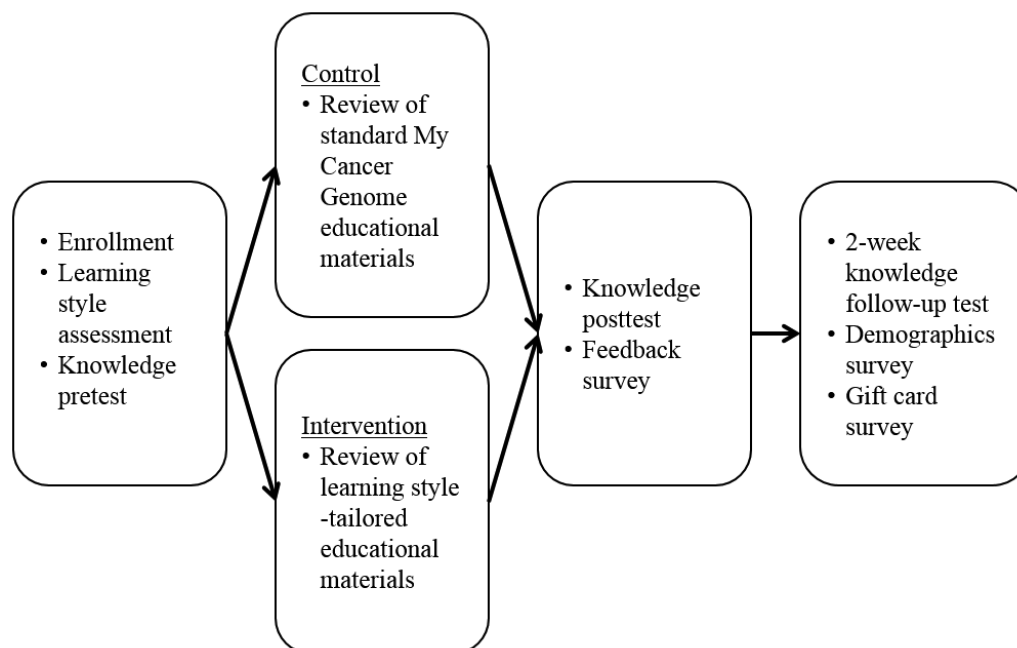 • Enrollment
• Learning
style
assessment
• Knowledge
pretest
Control
• Review of
standard My
Cancer
Genome
educational
materials
Intervention
• Review of
learning style
-tailored
educational
materials
• Knowledge
posttest
• Feedback
survey
• 2-week
knowledge
follow-up test
• Demographics
survey
• Gift card
survey